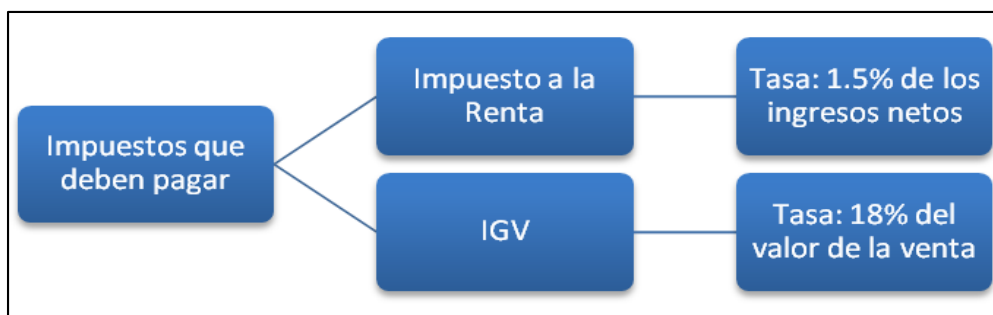 Impuestos que
deben pagar
Impuesto a la
Renta
Tasa: 1.5% de los
ingresos netos
IGV
Tasa: 18% del
valor de la venta